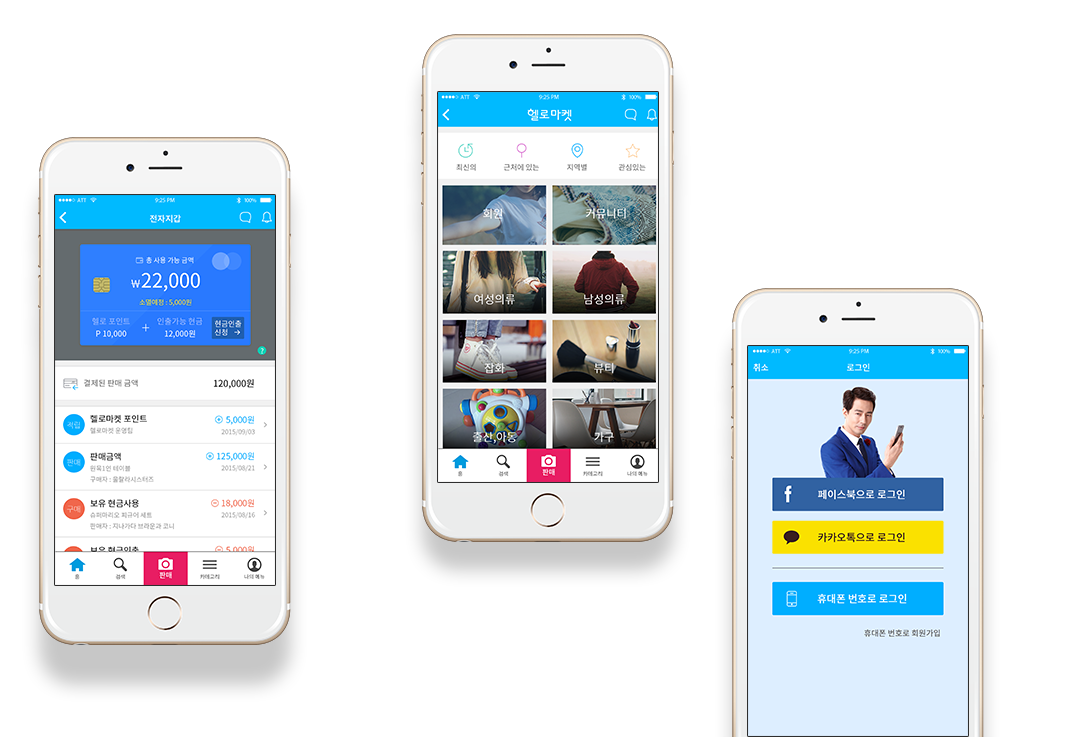 ATT
9:25 PM
100%
전자지갑
총 사용 가능 금액
₩22,000
소멸예정 : 5,000원
헬로 포인트
P 10,000
+
인출가능 현금
12,000원
현금인출
신청 →
?
결제된 판매 금액
120,000원
적립
헬로마켓 포인트
헬로마켓 운영팀
5,000원
2015/09/03
판매
판매금액
원목1인 테이블
구매자 : 울랄라시스터즈
125,000원
2015/08/21
구매
보유 현금사용
슈퍼마리오 피규어 세트
판매자 : 지나가다 브라운과 코니
18,000원
2015/08/16
보유 현금인출
5,000원
홈
검색
판매
카테고리
나의 메뉴
ATT
9:25 PM
100%
헬로마켓
최신의
근처에 있는
지역별
관심있는
회원
커뮤니티
여성의류
남성의류
잡화
뷰티
출산,아동
가구
홈
검색
판매
카테고리
나의 메뉴
ATT
9:25 PM
100%
취소
로그인
페이스북으로 로그인
카카오톡으로 로그인
휴대폰 번호로 로그인
휴대폰 번호로 회원가입